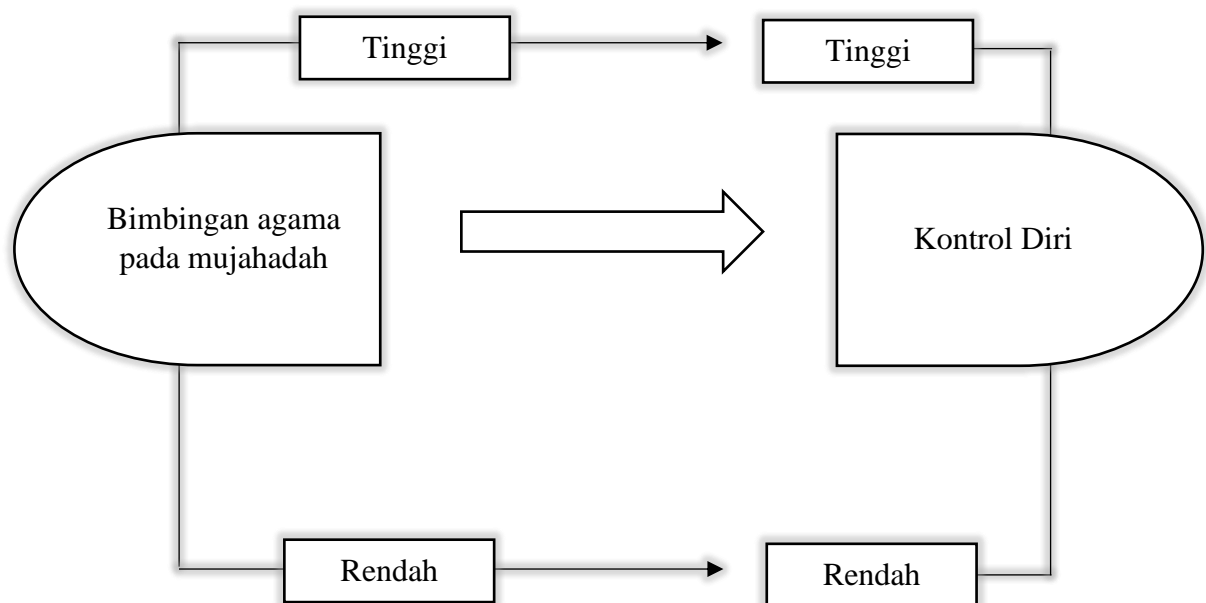 Tinggi
Tinggi
Bimbingan agama
pada mujahadah
Kontrol Diri
Rendah
Rendah